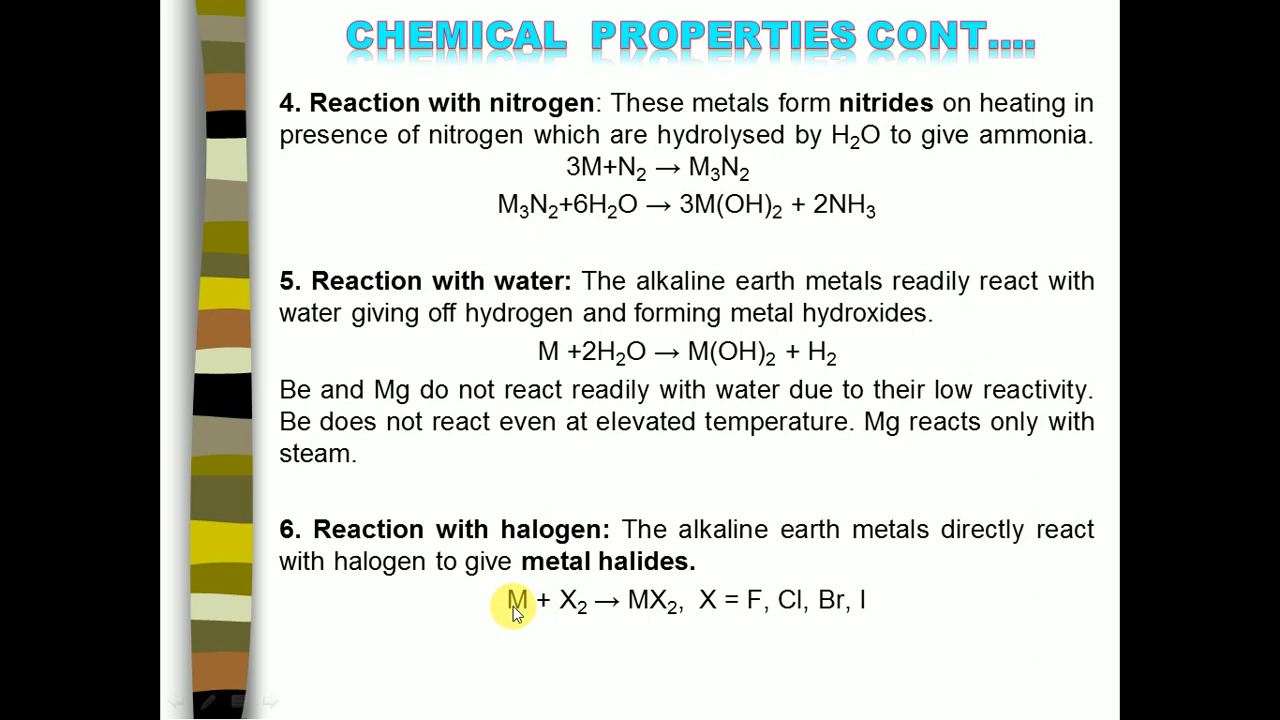 CHEMICAL PROPERTIES CONT....
4. Reaction with nitrogen: These metals form nitrides on heating in
presence of nitrogen which are hydrolysed by H₂O to give ammonia.
3M+N₂ → M₃N₂
M₃N₂+6H₂O → 3M(OH)₂ + 2NH₃
5. Reaction with water: The alkaline earth metals readily react with
water giving off hydrogen and forming metal hydroxides.
M +2H₂O → M(OH)₂ + H₂
Be and Mg do not react readily with water due to their low reactivity.
Be does not react even at elevated temperature. Mg reacts only with
steam.
6. Reaction with halogen: The alkaline earth metals directly react
with halogen to give metal halides.
M + X₂ → MX₂, X = F, Cl, Br, I